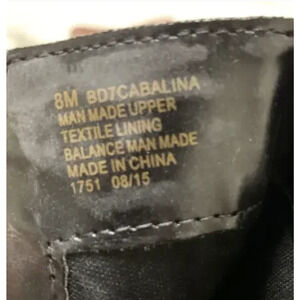 8M BD7CABALINA
MAN MADE UPPER
TEXTILE LINING
BALANCE MAN MADE
MADE IN CHINA
1751 08/15